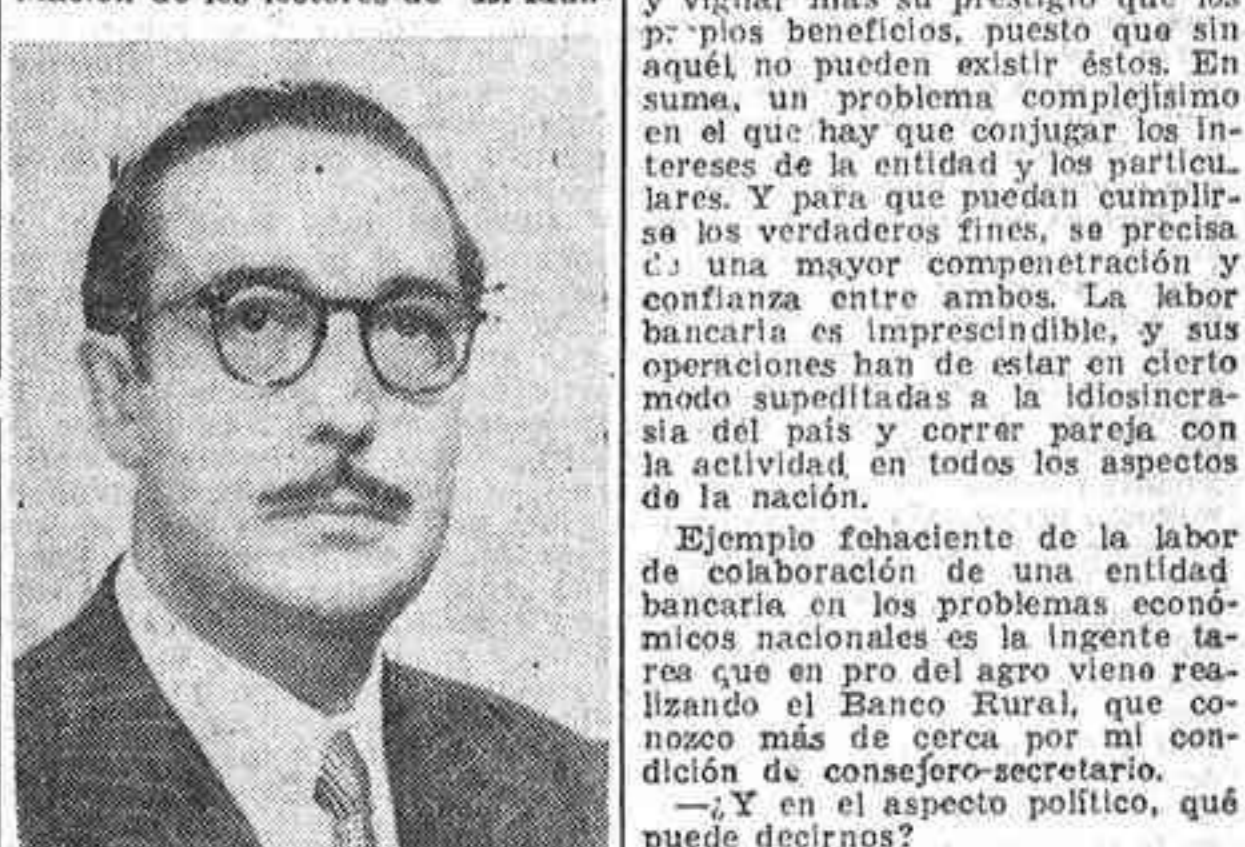 de los lectores de
y vigilar más su prestigio que los
beneficios, puesto que sin
aquél no pueden existir éstos. En
suma, un problema complejísimo
en el que hay que conjugar los in-
tereses de la entidad y los particu-
lares. Y para que puedan cumplir-
se los verdaderos fines, se precisa
una mayor compenetración y
confianza entre ambos. La labor
bancaria es imprescindible, y sus
operaciones han de estar en cierto
modo supeditadas a la idiosincra-
sia del país y correr pareja con
la actividad en todos los aspectos
de la nación.
Ejemplo fehaciente de la labor
de colaboración de una entidad
bancaria en los problemas econó-
micos nacionales es la ingente ta-
rea que en pro del agro viene rea-
lizando el Banco Rural, que co-
nozco más de cerca por mi con-
dición de consejero-secretario.
—¿Y en el aspecto político, qué
puede decirnos?